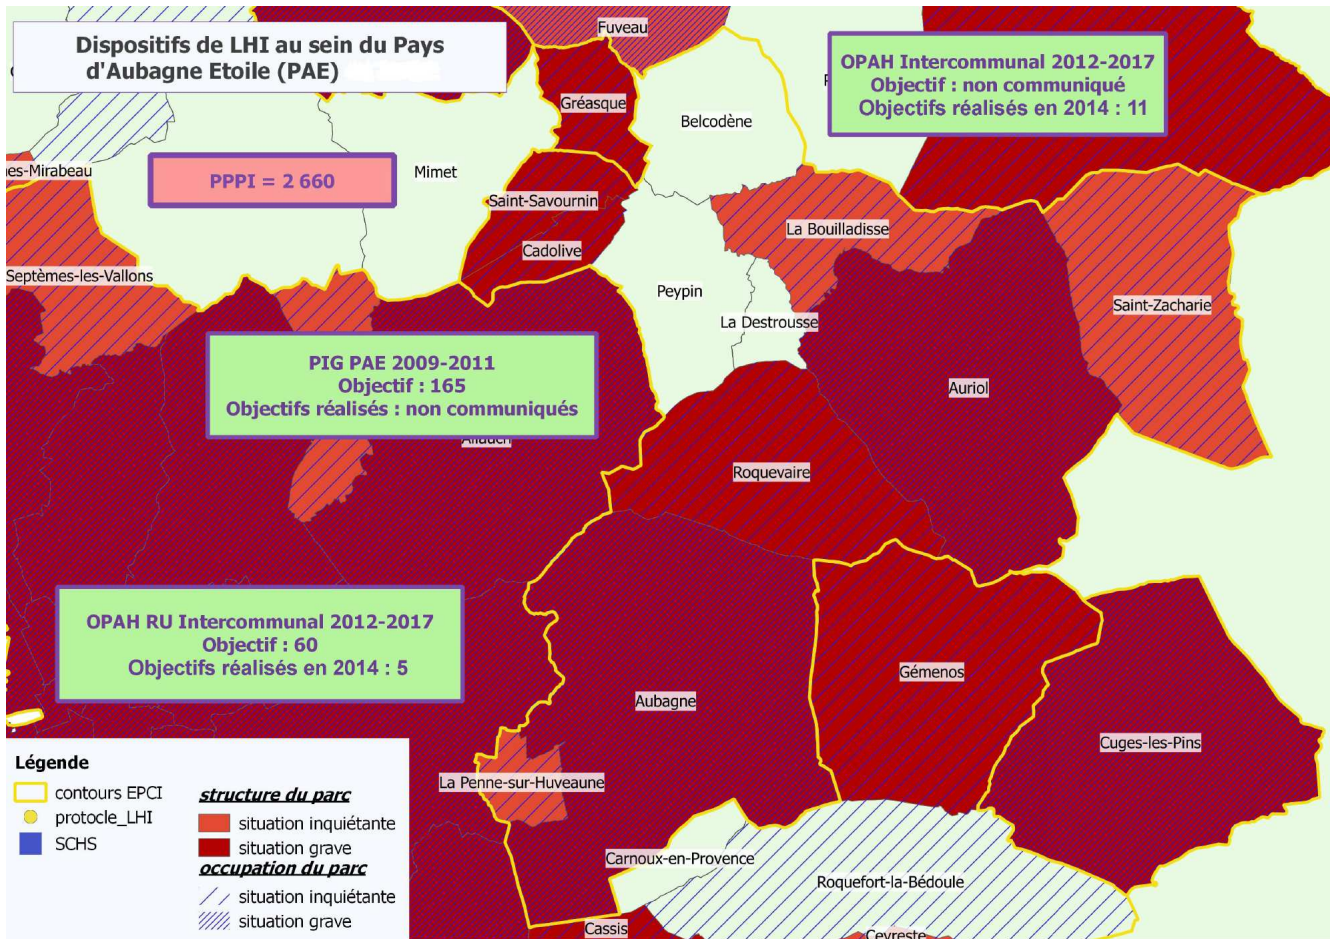 Dispositifs de LHI au sein du Pays
d'Aubagne Etoile (PAE)
Fuveau
OPAH Intercommunal 2012-2017
Objectif : non communiqué
Objectifs réalisés en 2014 : 11
Gréasque
Belcodène
nes-Mirabeau
PPPI = 2 660
Mimet
Saint-Savournin
La Bouilladisse
Cadolive
Septèmes-les-Vallons
Peypin
Saint-Zacharie
La Destrousse
PIG PAE 2009-2011
Objectif : 165
Objectifs réalisés : non communiqués
Auriol
Allauch
Roquevaire
OPAH RU Intercommunal 2012-2017
Objectif : 60
Objectifs réalisés en 2014 : 5
Gémenos
Aubagne
Cuges-les-Pins
La Penne-sur-Huveaune
Carnoux-en-Provence
Roquefort-la-Bédoule
Cassis
Ceyreste
Légende
contours EPCI
protocle_LHI
SCHS
structure du parc
situation inquiétante
situation grave
occupation du parc
situation inquiétante
situation grave